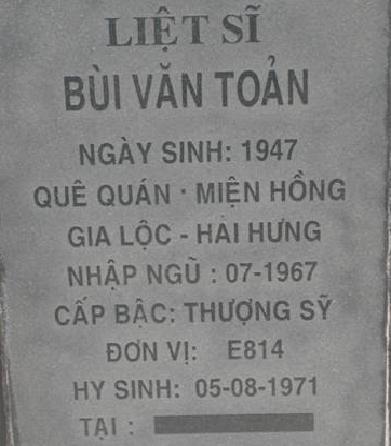 LIỆT SĨ
BÙI VĂN TOẢN
NGÀY SINH: 1947
QUÊ QUÁN · MIỆN HỒNG
GIA LỘC - HẢI HƯNG
NHẬP NGŨ : 07-1967
CẤP BẬC: THƯỢNG SỸ
ĐƠN VỊ: E814
HY SINH: 05-08-1971
TẠI :